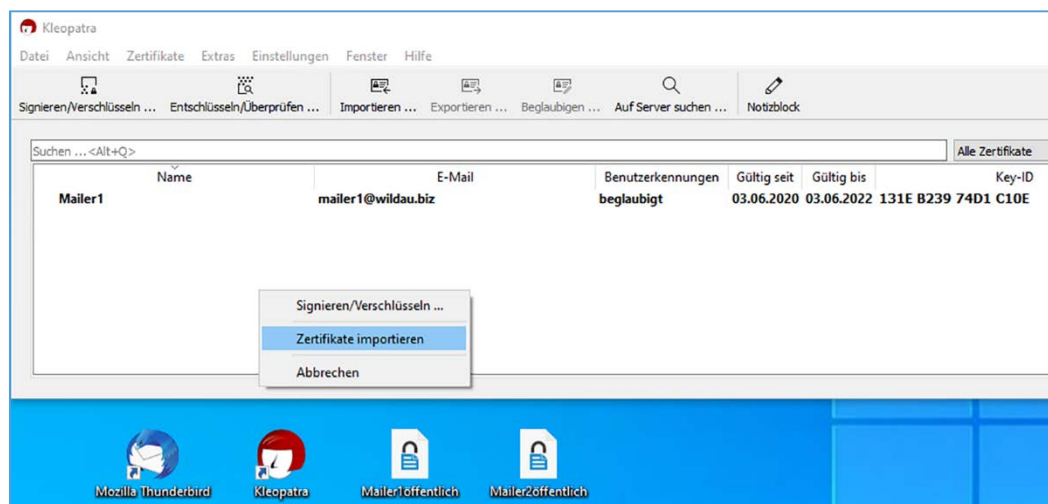 Kleopatra
Datei Ansicht Zertifikate Extras Einstellungen Fenster Hilfe
Signieren/Verschlüsseln ... Entschlüsseln/Überprüfen ... Importieren ... Exportieren ... Beglaubigen ... Auf Server suchen ... Notizblock
Suchen ...<Alt+Q> Alle Zertifikate
Name E-Mail Benutzerkennungen Gültig seit Gültig bis Key-ID
Mailer1 mailer1@wildau.biz beglaubigt 03.06.2020 03.06.2022 131E B239 74D1 C10E
Signieren/Verschlüsseln ...
Zertifikate importieren
Abbrechen
Mozilla Thunderbird Kleopatra Mailer1öffentlich Mailer2öffentlich